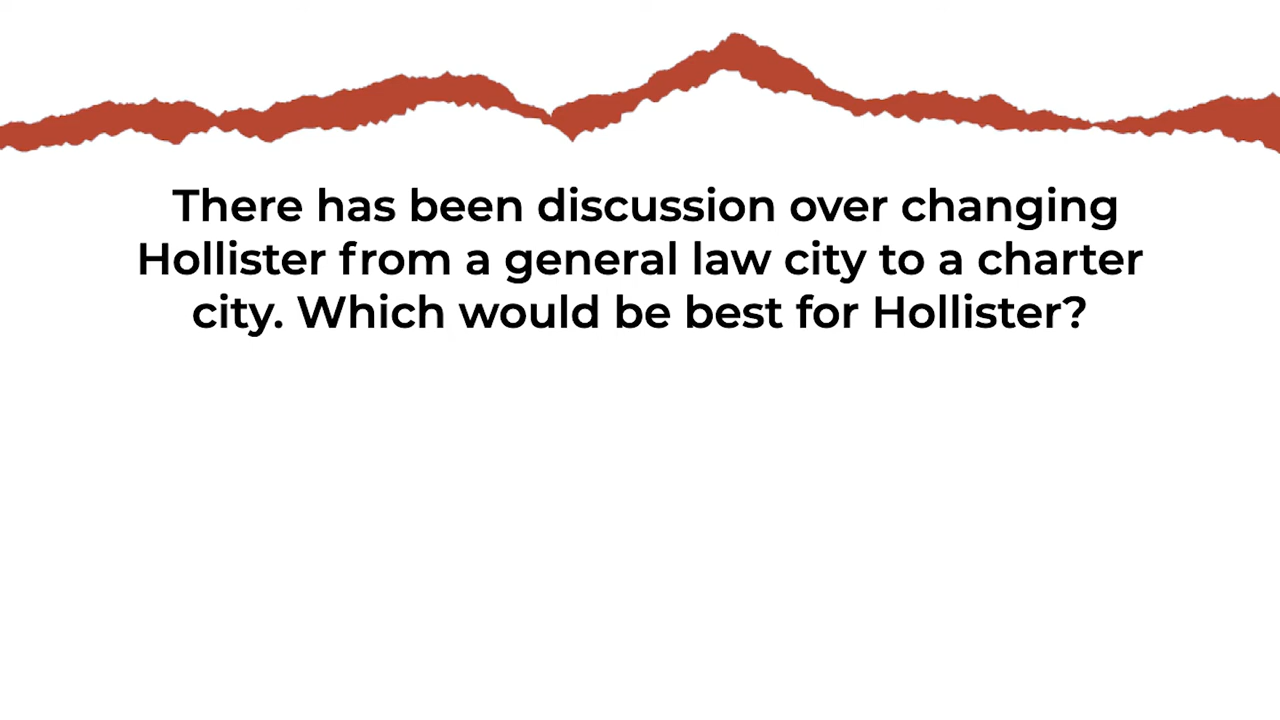 There has been discussion over changing
Hollister from a general law city to a charter
city. Which would be best for Hollister?